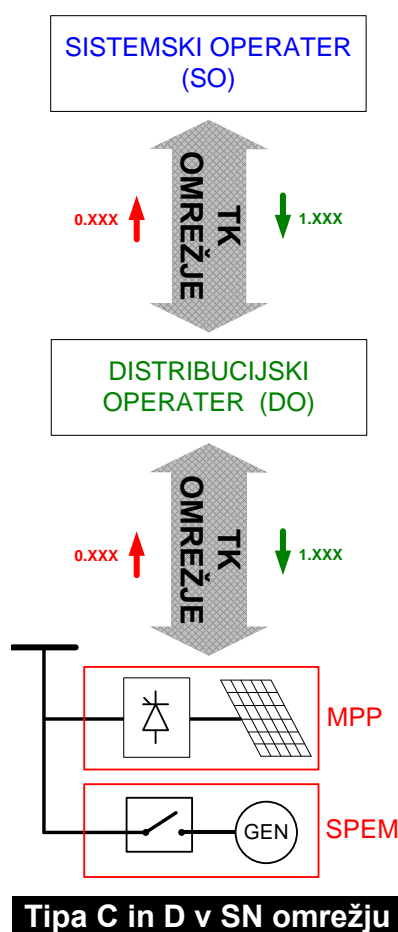 SISTEMSKI OPERATER
(SO)
TK
OMREŽJE
0.XXX
1.XXX
DISTRIBUCIJSKI
OPERATER (DO)
TK
OMREŽJE
0.XXX
1.XXX
MPP
GEN
SPEM
Tipa C in D v SN omrežju